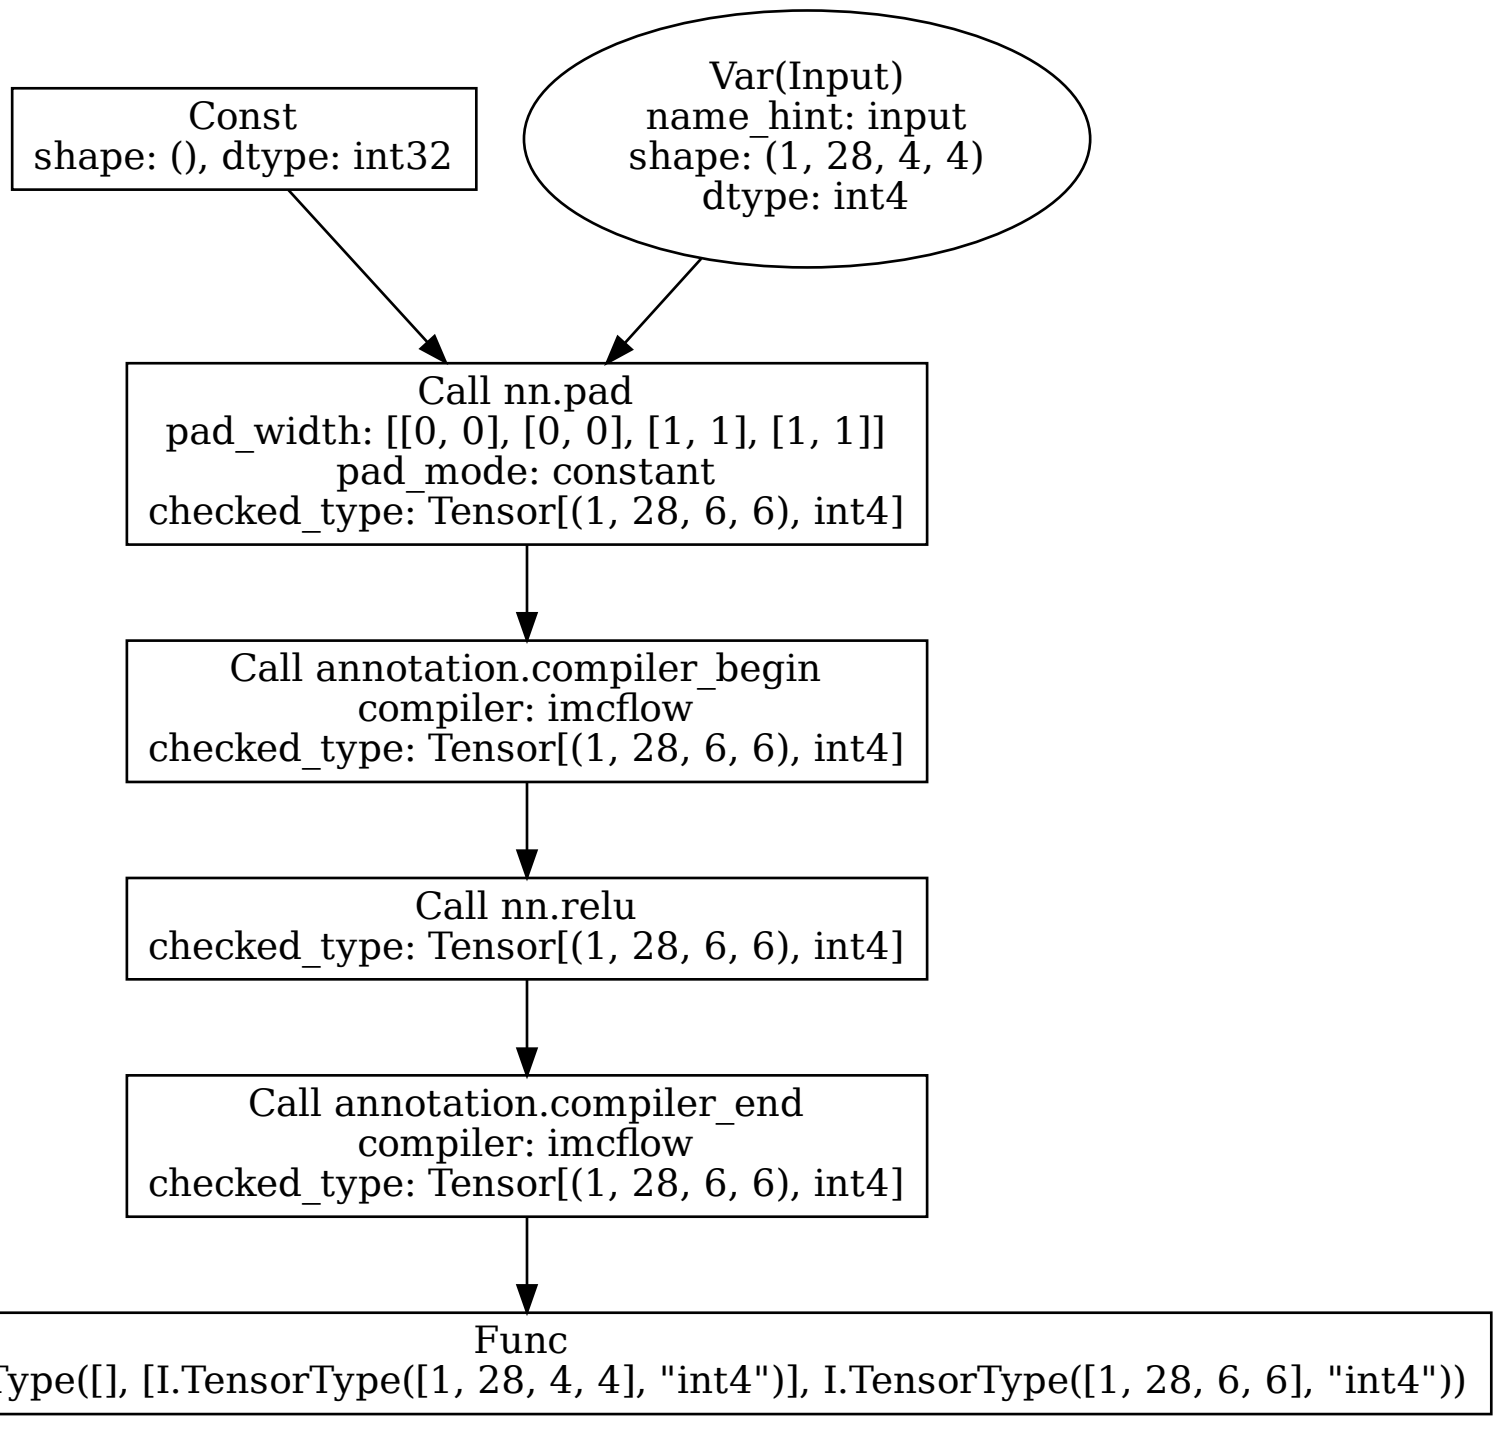 Const
shape: (), dtype: int32
Var(Input)
name_hint: input
shape: (1, 28, 4, 4)
dtype: int4
Call nn.pad
pad_width: [[0, 0], [0, 0], [1, 1], [1, 1]]
pad_mode: constant
checked_type: Tensor[(1, 28, 6, 6), int4]
Call annotation.compiler_begin
compiler: imcflow
checked_type: Tensor[(1, 28, 6, 6), int4]
Call nn.relu
checked_type: Tensor[(1, 28, 6, 6), int4]
Call annotation.compiler_end
compiler: imcflow
checked_type: Tensor[(1, 28, 6, 6), int4]
Func
ype([], [I.TensorType([1, 28, 4, 4], "int4")], I.TensorType([1, 28, 6, 6], "int4"))